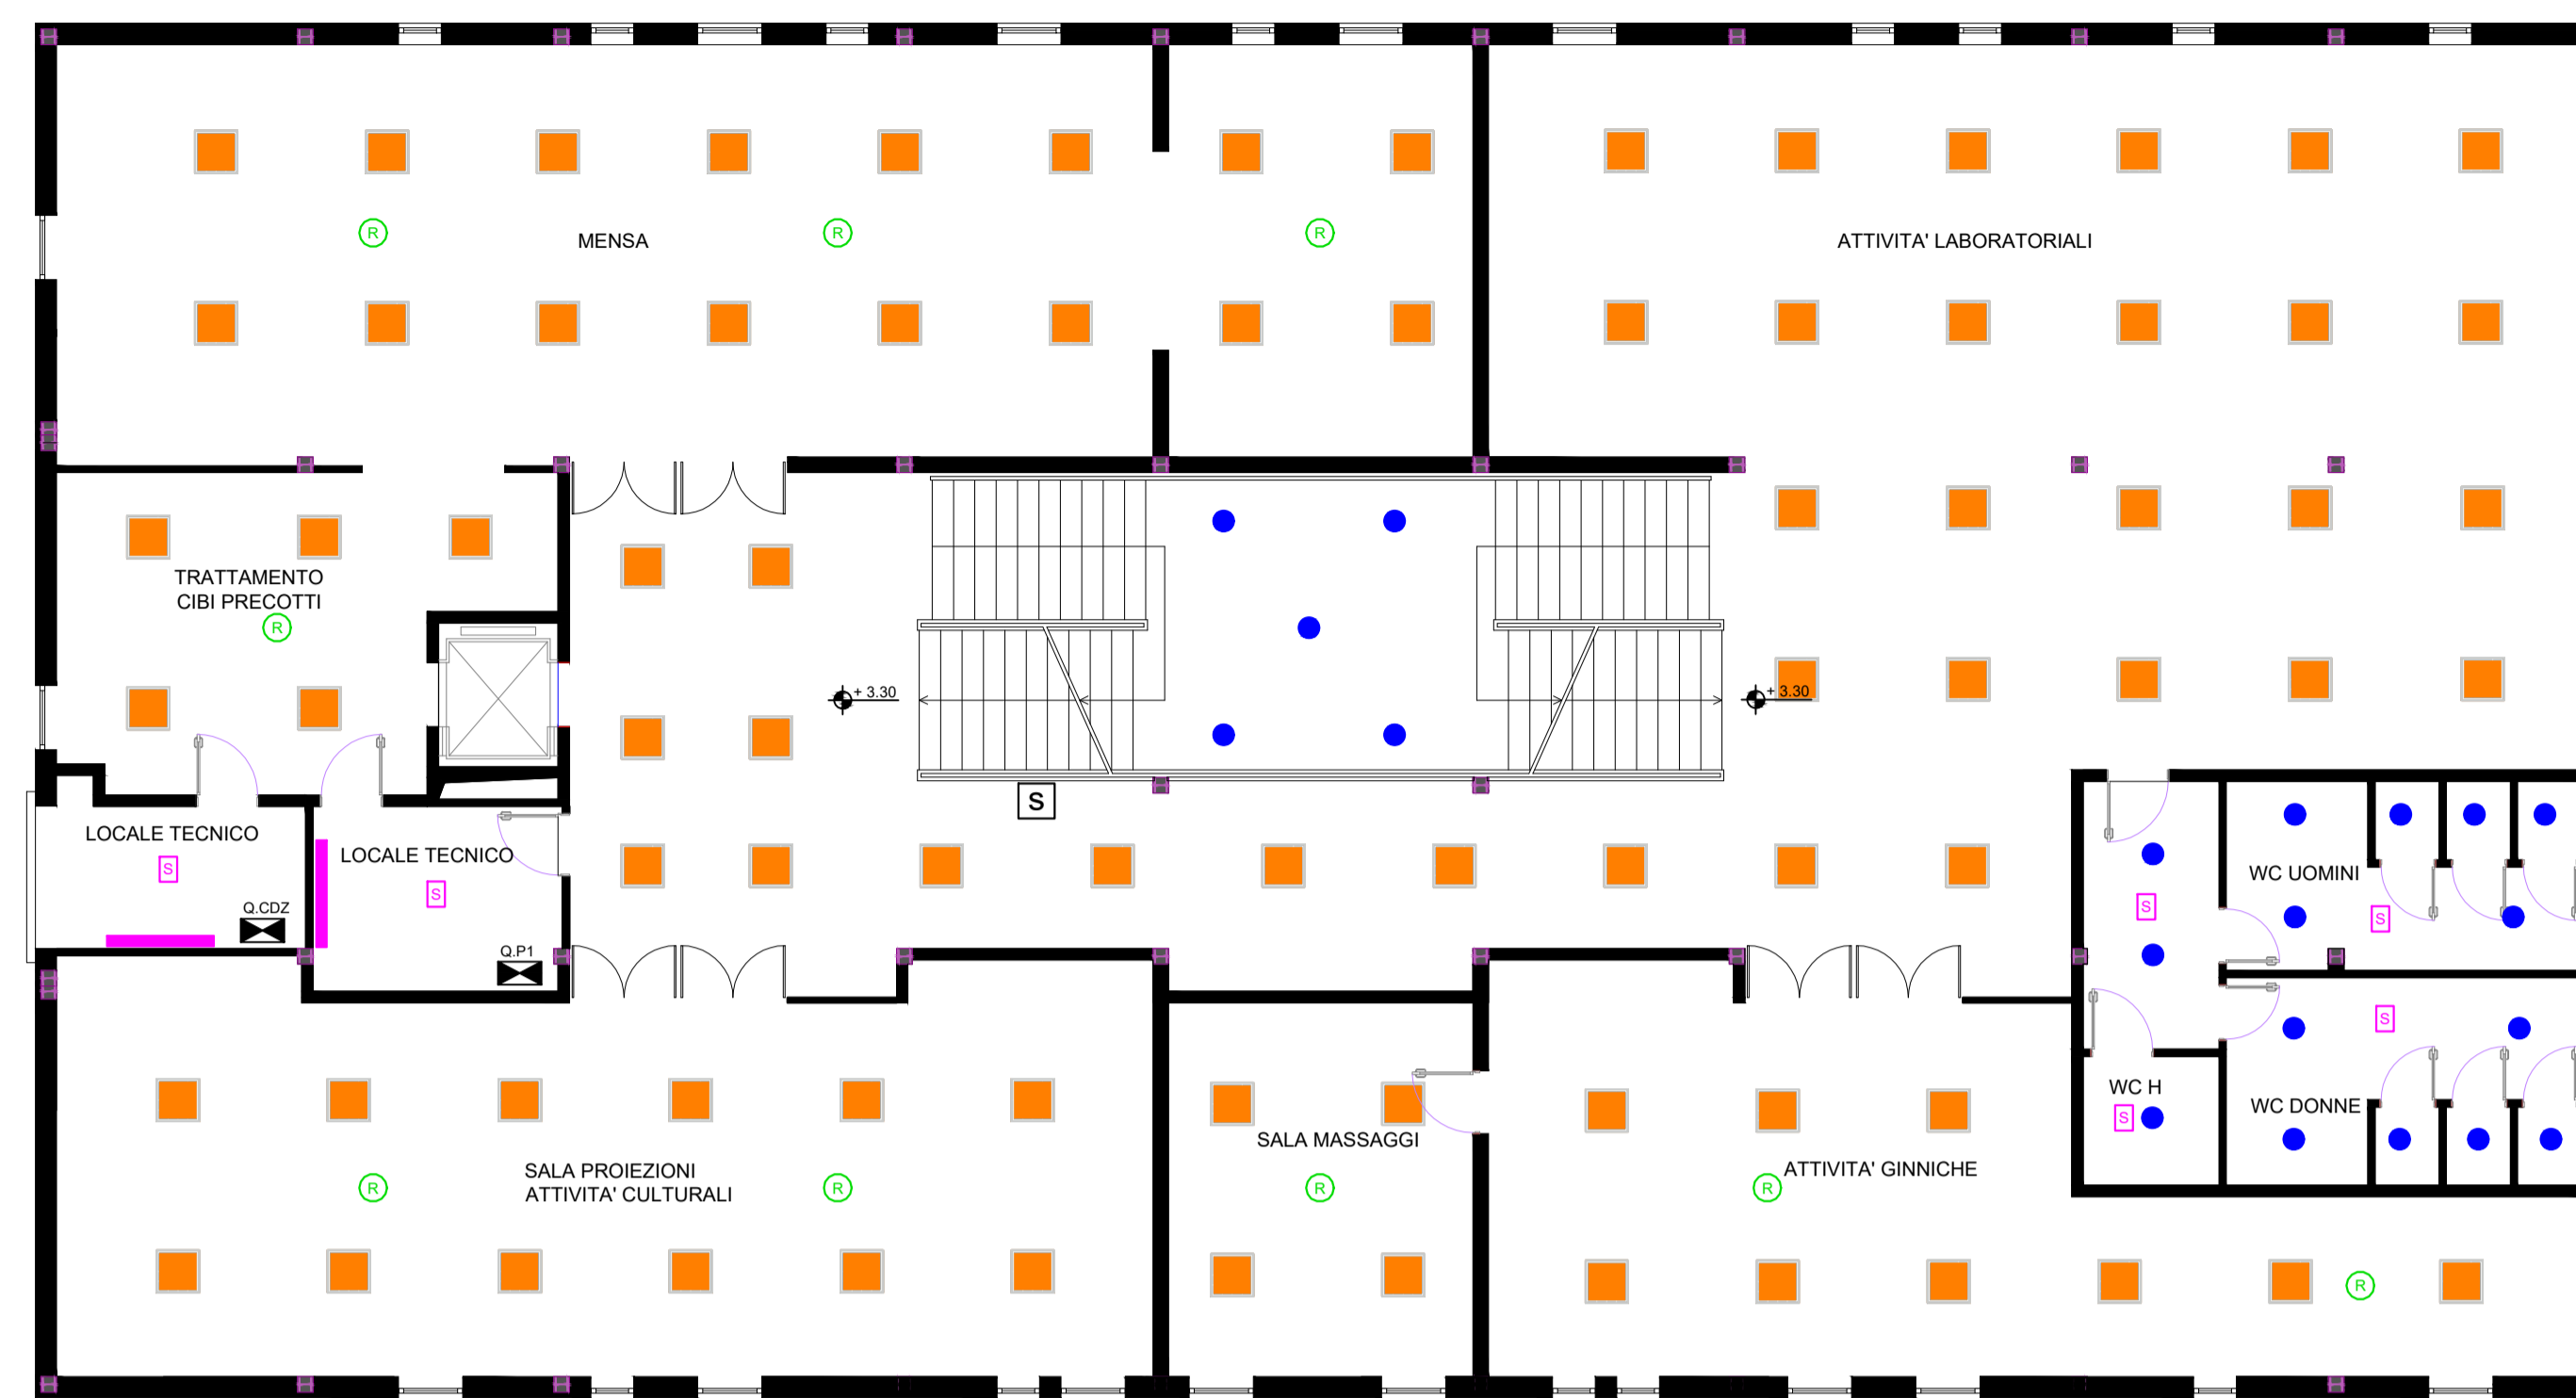 R
R
R
MENSA
ATTIVITA' LABORATORIALI
TRATTAMENTO
CIBI PRECOTTI
R
+ 3.30
+ 3.30
S
LOCALE TECNICO
LOCALE TECNICO
S
S
Q.CDZ
Q.P1
WC UOMINI
S
S
S
WC H
S
WC DONNE
SALA MASSAGGI
SALA PROIEZIONI
ATTIVITA' CULTURALI
ATTIVITA' GINNICHE
R
R
R
R
R